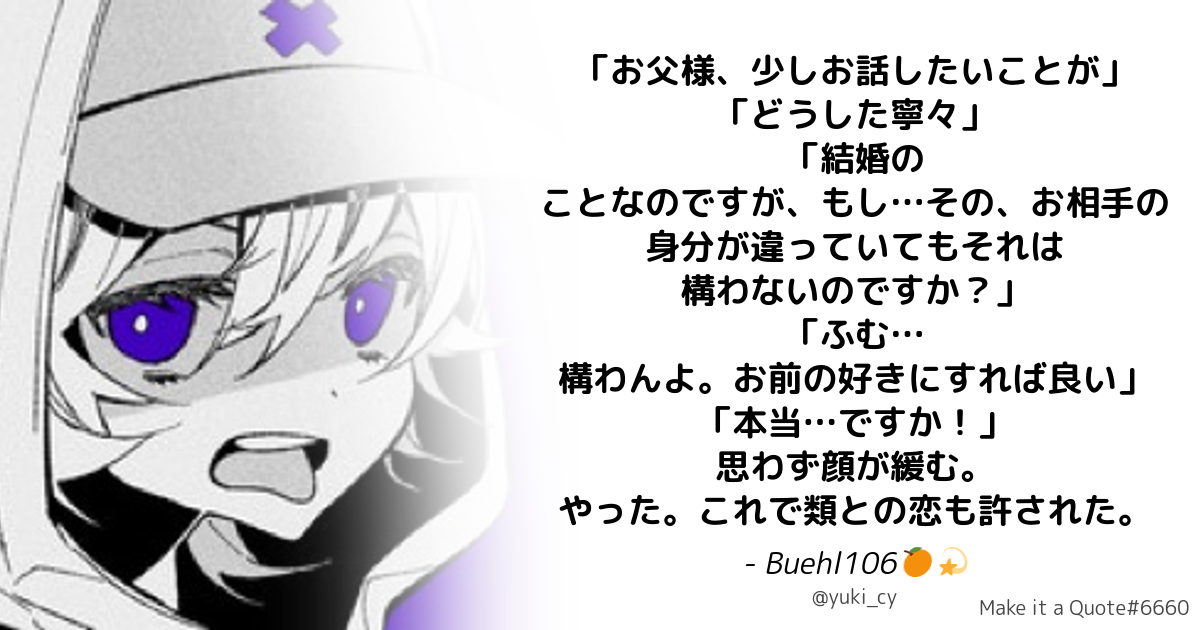 「お父様、少しお話したいことが」
「どうした寧々」
「結婚の
ことなのですが、もし…その、お相手の
身分が違っていてもそれは
構わないのですか？」
「ふむ…
構わんよ。お前の好きにすれば良い」
「本当…ですか！」
思わず顔が緩む。
やった。これで類との恋も許された。
- Buehl106🍊💫
@yuki_cy
Make it a Quote#6660